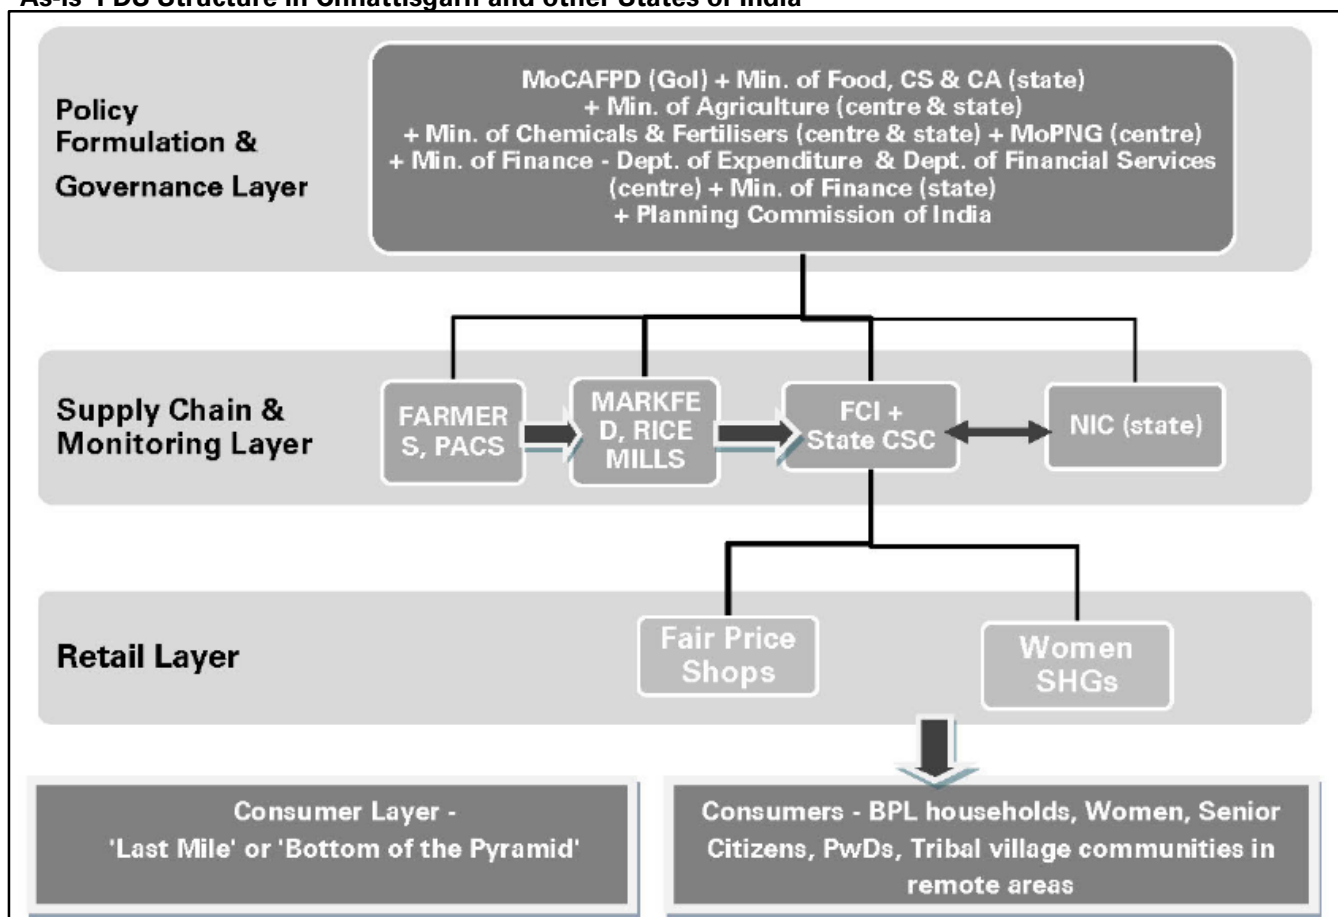 'As-Is' PDS Structure in Chhattisgarh and other States of India
Policy
Formulation &
Governance Layer
MoCAFPD (GoI) + Min. of Food, CS & CA (state)
+ Min. of Agriculture (centre & state)
+ Min. of Chemicals & Fertilisers (centre & state) + MoPNG (centre)
+ Min. of Finance - Dept. of Expenditure & Dept. of Financial Services
(centre) + Min. of Finance (state)
+ Planning Commission of India
Supply Chain &
Monitoring Layer
FARMER
S, PACS
MARKFE
D, RICE
MILLS
FCI +
State CSC
NIC (state)
Retail Layer
Fair Price
Shops
Women
SHGs
Consumer Layer -
'Last Mile' or 'Bottom of the Pyramid'
Consumers - BPL households, Women, Senior
Citizens, PwDs, Tribal village communities in
remote areas